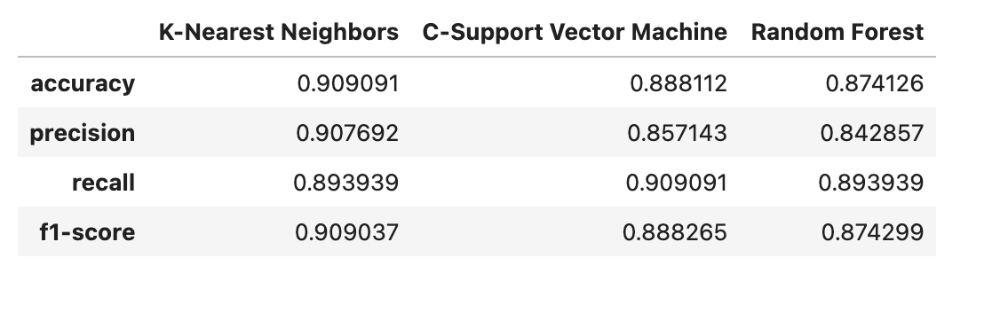 K-Nearest Neighbors C-Support Vector Machine Random Forest
accuracy 0.909091 0.888112 0.874126
precision 0.907692 0.857143 0.842857
recall 0.893939 0.909091 0.893939
f1-score 0.909037 0.888265 0.874299